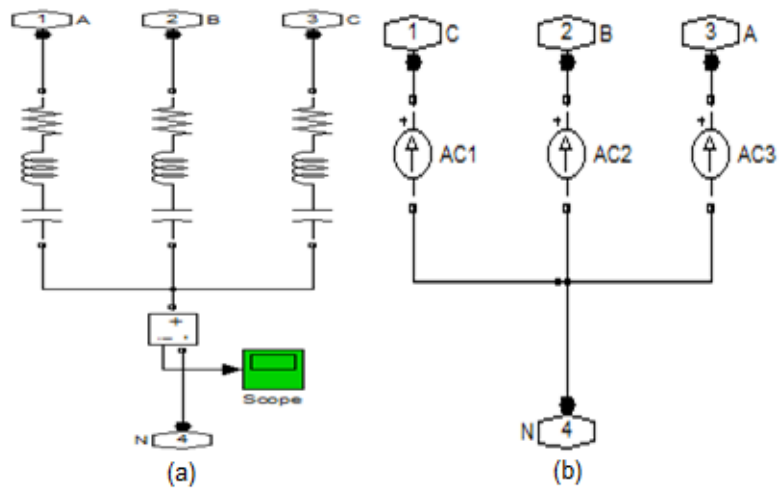 1 A 2 B 3 C
+
− i
Scope
N 4
(a)
1 C 2 B 3 A
+ + +
AC1 AC2 AC3
N 4
(b)